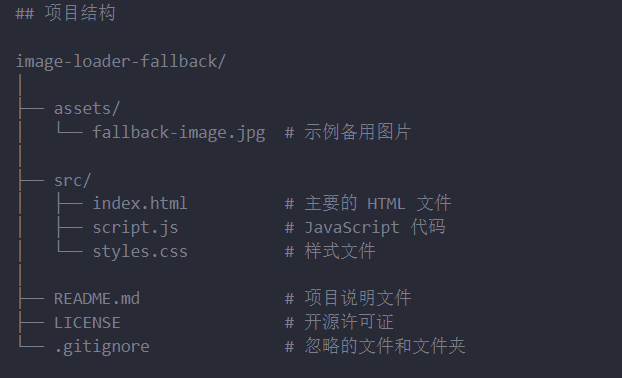 ## 项目结构
image-loader-fallback/
│
├── assets/
│   └── fallback-image.jpg  # 示例备用图片
│
├── src/
│   ├── index.html          # 主要的 HTML 文件
│   ├── script.js           # JavaScript 代码
│   └── styles.css          # 样式文件
│
├── README.md               # 项目说明文件
├── LICENSE                 # 开源许可证
└── .gitignore              # 忽略的文件和文件夹